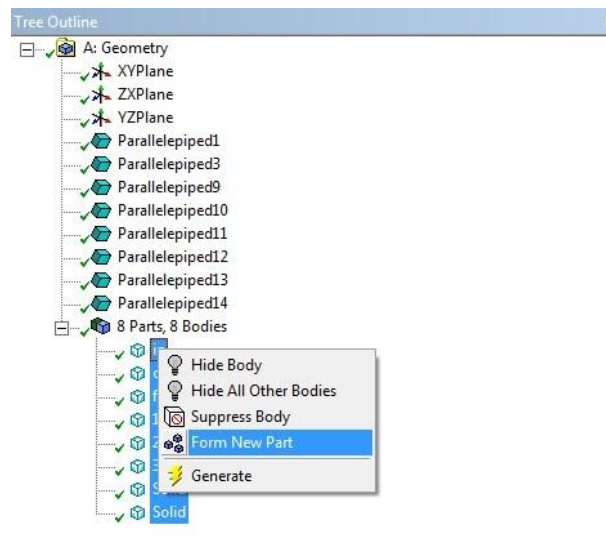 Tree Outline
A: Geometry
XYPlane
ZXPlane
YZPlane
Parallelepiped1
Parallelepiped3
Parallelepiped9
Parallelepiped10
Parallelepiped11
Parallelepiped12
Parallelepiped13
Parallelepiped14
8 Parts, 8 Bodies
Hide Body
Hide All Other Bodies
Suppress Body
Form New Part
Generate
Solid